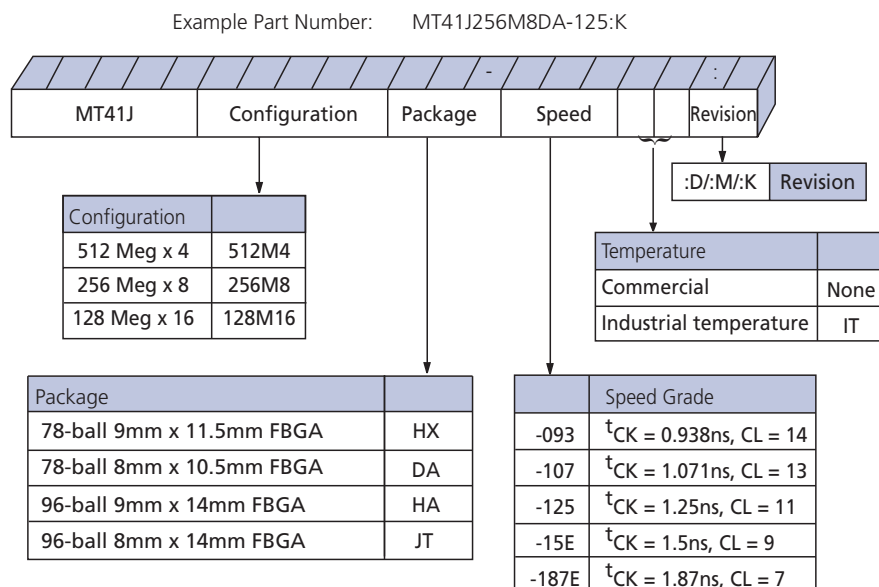 Example Part Number: MT41J256M8DA-125:K
- :
MT41J Configuration Package Speed Revision
:D/:M/:K Revision
Configuration
512 Meg x 4 512M4
256 Meg x 8 256M8
128 Meg x 16 128M16
Temperature
Commercial None
Industrial temperature IT
Package
78-ball 9mm x 11.5mm FBGA HX
78-ball 8mm x 10.5mm FBGA DA
96-ball 9mm x 14mm FBGA HA
96-ball 8mm x 14mm FBGA JT
Speed Grade
-093 tCK = 0.938ns, CL = 14
-107 tCK = 1.071ns, CL = 13
-125 tCK = 1.25ns, CL = 11
-15E tCK = 1.5ns, CL = 9
-187E tCK = 1.87ns, CL = 7